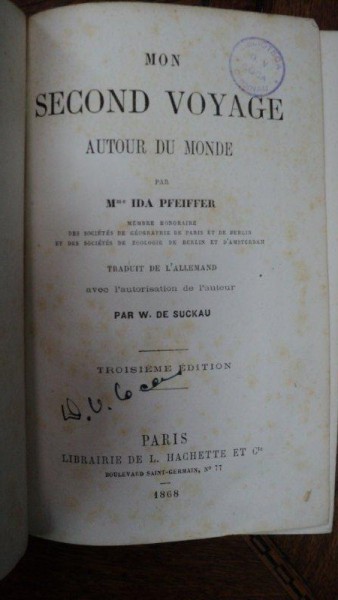 MON
SECOND VOYAGE
AUTOUR DU MONDE
PAR
Mme IDA PFEIFFER
MEMBRE HONORAIRE
DES SOCIÉTÉS DE GÉOGRAPHIE DE PARIS ET DE BERLIN
ET DES SOCIÉTÉS DE ZOOLOGIE DE BERLIN ET D'AMSTERDAM
TRADUIT DE L'ALLEMAND
avec l'autorisation de l'auteur
PAR W. DE SUCKAU
TROISIÈME ÉDITION
PARIS
LIBRAIRIE DE L. HACHETTE ET Cie
BOULEVARD SAINT-GERMAIN, No 77
1868